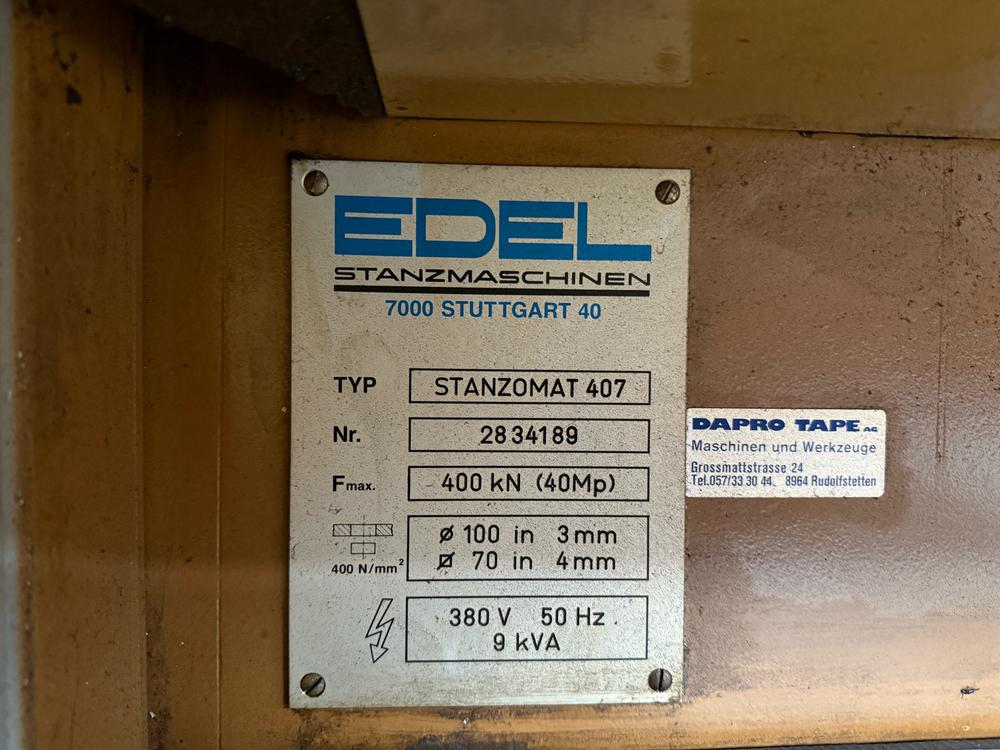 EDEL
STANZMASCHINEN
7000 STUTTGART 40
TYP STANZOMAT 407
Nr. 2834189
Fmax. 400 kN (40Mp)
400 N/mm²
⌀ 100 in 3mm
⍁ 70 in 4mm
380 V 50 Hz
9 kVA
DAPRO TAPE AG
Maschinen und Werkzeuge
Grossmattstrasse 24
Tel.057/33 30 44 8964 Rudolfstetten